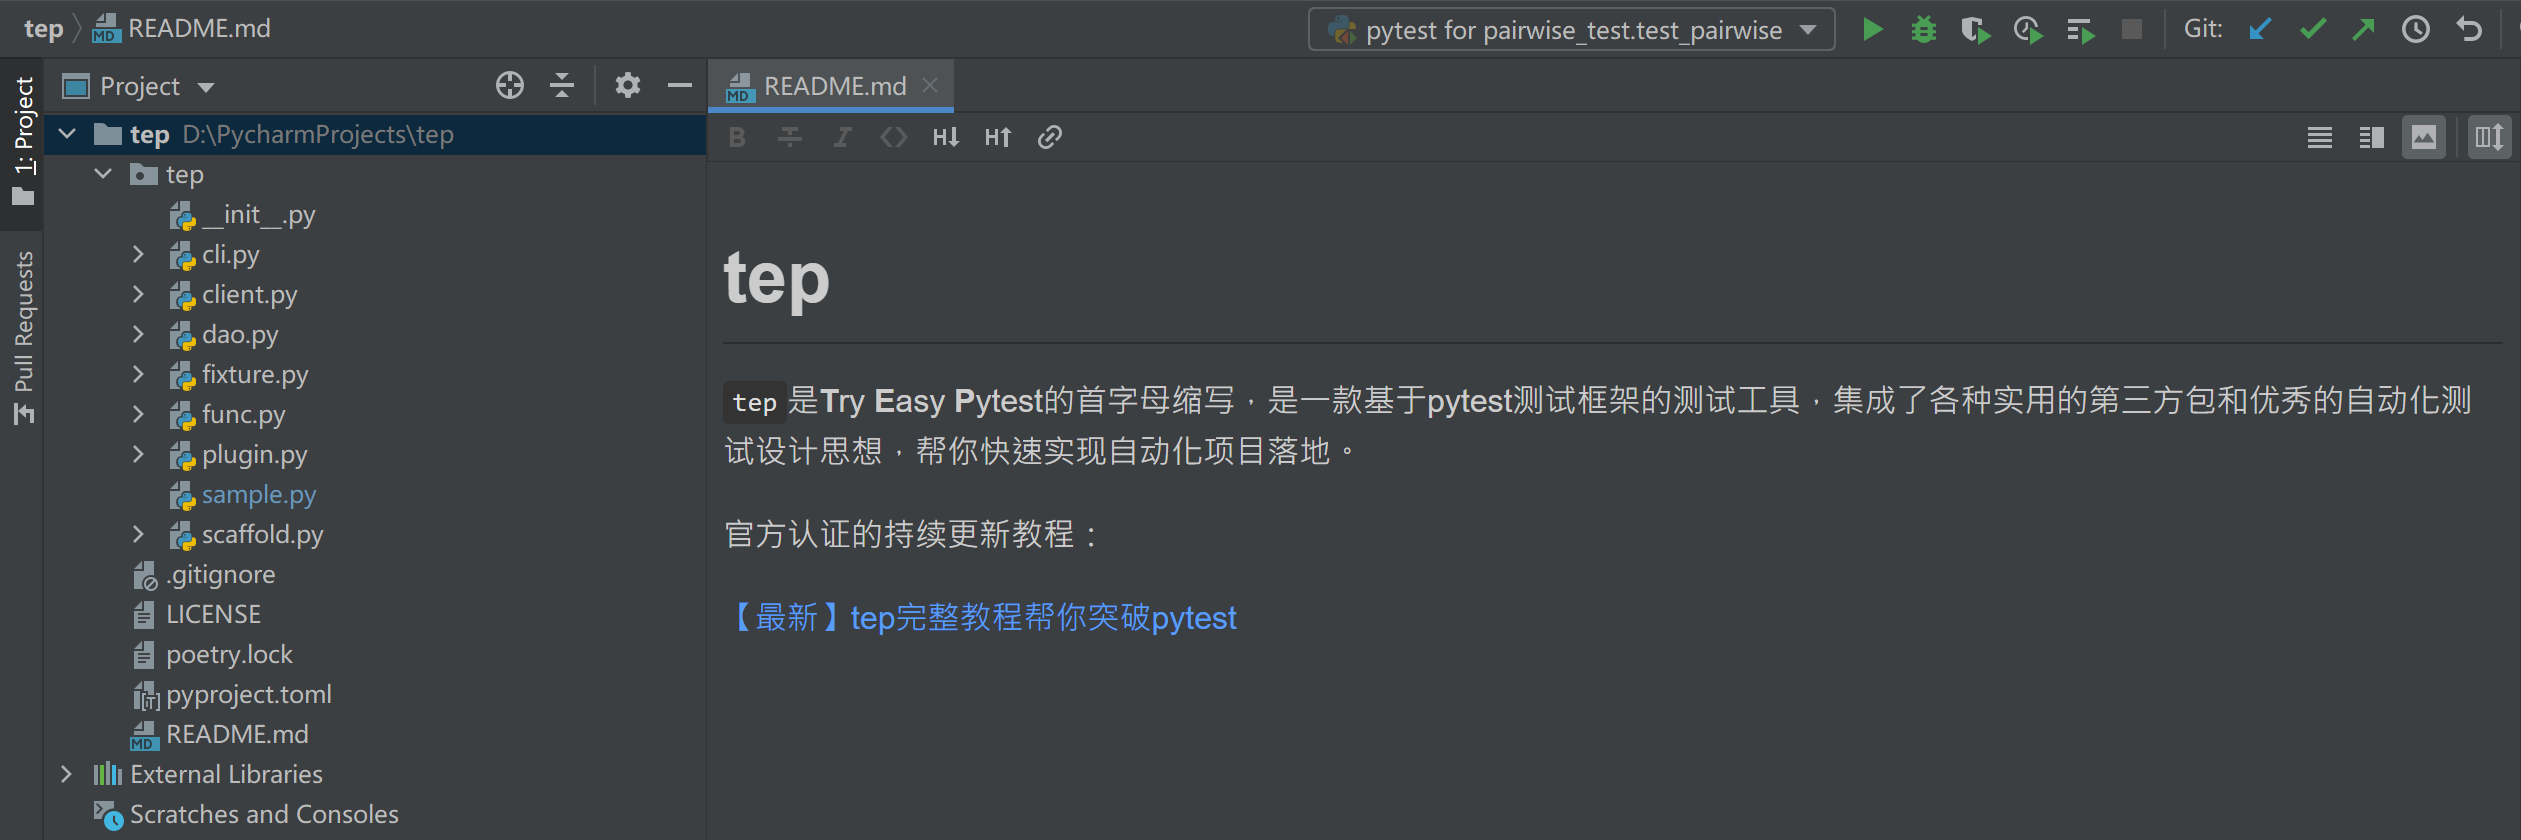 tep
README.md
pytest for pairwise_test.test_pairwise
Git:
1: Project
Pull Requests
Project
tep D:\PycharmProjects\tep
tep
__init__.py
cli.py
client.py
dao.py
fixture.py
func.py
plugin.py
sample.py
scaffold.py
.gitignore
LICENSE
poetry.lock
pyproject.toml
README.md
External Libraries
Scratches and Consoles
README.md
B I <> H↓ H↑
tep
tep是Try Easy Pytest的首字母缩写，是一款基于pytest测试框架的测试工具，集成了各种实用的第三方包和优秀的自动化测
试设计思想，帮你快速实现自动化项目落地。
官方认证的持续更新教程：
【最新】tep完整教程帮你突破pytest